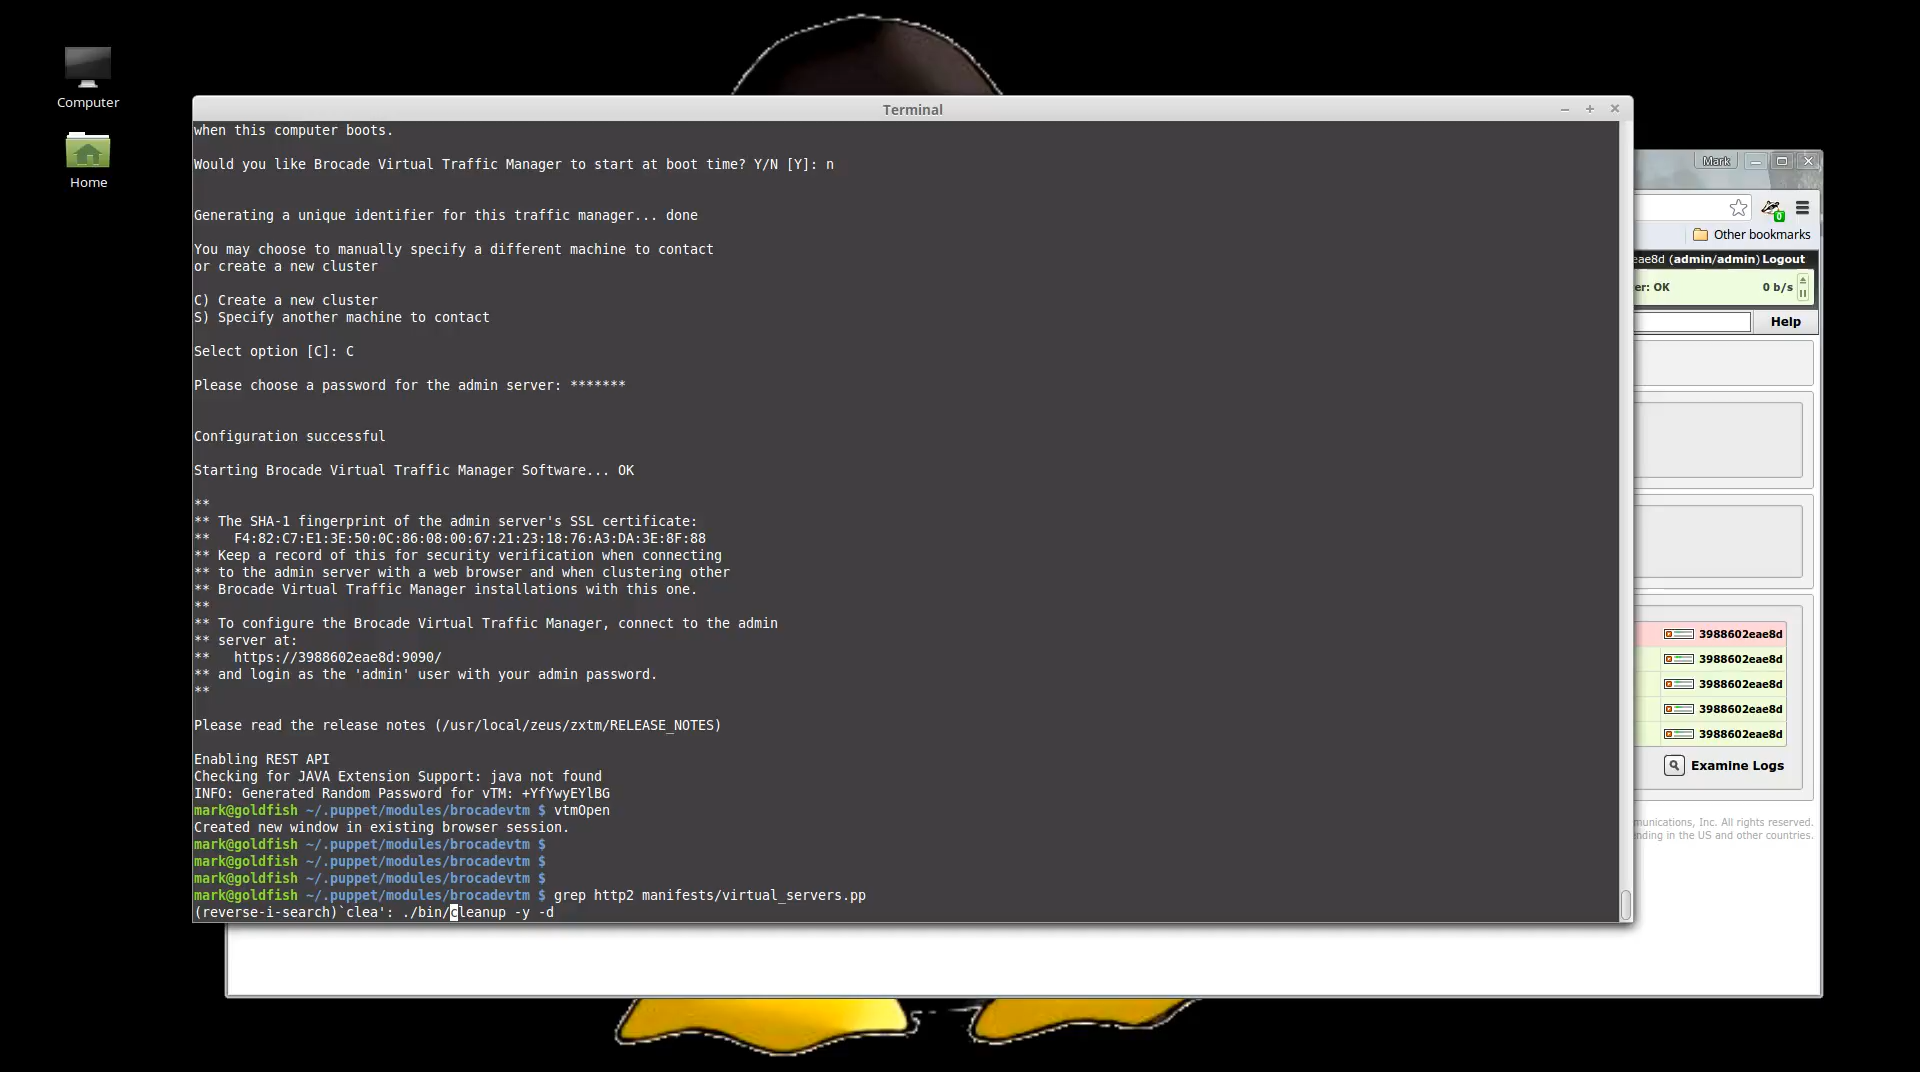 Computer
Home
Terminal
when this computer boots.
Would you like Brocade Virtual Traffic Manager to start at boot time? Y/N [Y]: n
Generating a unique identifier for this traffic manager... done
You may choose to manually specify a different machine to contact
or create a new cluster
C) Create a new cluster
S) Specify another machine to contact
Select option [C]: C
Please choose a password for the admin server: *******
Configuration successful
Starting Brocade Virtual Traffic Manager Software... OK
**
** The SHA-1 fingerprint of the admin server's SSL certificate:
**   F4:82:C7:E1:3E:50:0C:86:08:00:67:21:23:18:76:A3:DA:3E:8F:88
** Keep a record of this for security verification when connecting
** to the admin server with a web browser and when clustering other
** Brocade Virtual Traffic Manager installations with this one.
**
** To configure the Brocade Virtual Traffic Manager, connect to the admin
** server at:
**   https://3988602eae8d:9090/
** and login as the 'admin' user with your admin password.
**
Please read the release notes (/usr/local/zeus/zxtm/RELEASE_NOTES)
Enabling REST API
Checking for JAVA Extension Support: java not found
INFO: Generated Random Password for vTM: +YfYwyEYlBG
mark@goldfish ~/.puppet/modules/brocadevtm $ vtmOpen
Created new window in existing browser session.
mark@goldfish ~/.puppet/modules/brocadevtm $
mark@goldfish ~/.puppet/modules/brocadevtm $
mark@goldfish ~/.puppet/modules/brocadevtm $
mark@goldfish ~/.puppet/modules/brocadevtm $ grep http2 manifests/virtual_servers.pp
(reverse-i-search)`clea': ./bin/cleanup -y -d
Mark
0
Other bookmarks
eae8d (admin/admin) Logout
er: OK 0 b/s
Help
3988602eae8d
3988602eae8d
3988602eae8d
3988602eae8d
3988602eae8d
Examine Logs
munications, Inc. All rights reserved.
ending in the US and other countries.